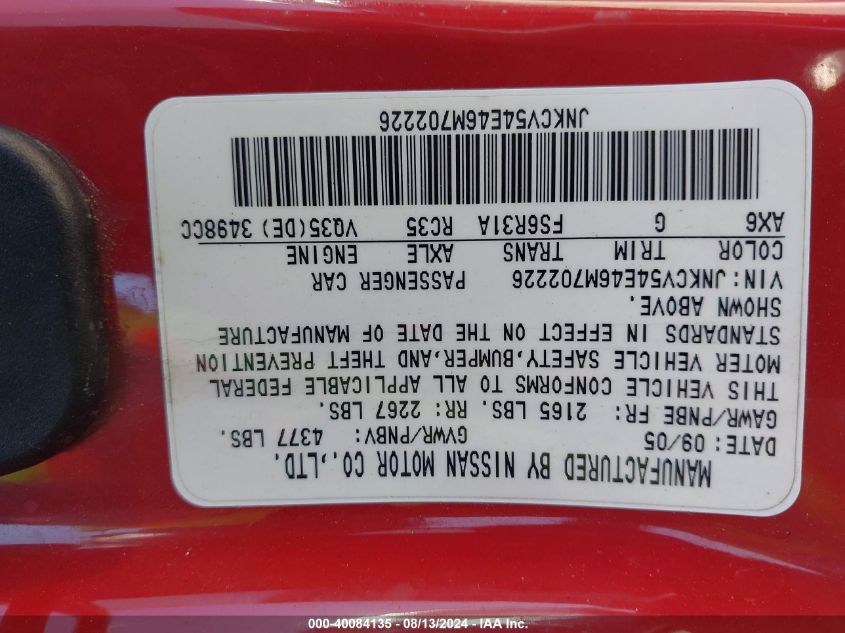 MANUFACTURED BY NISSAN MOTOR CO.,LTD.
DATE: 09/05 GVWR/PNBV: 4377 LBS.
GAWR/PNBE FR: 2165 LBS. RR: 2267 LBS.
THIS VEHICLE CONFORMS TO ALL APPLICABLE FEDERAL
MOTOR VEHICLE SAFETY,BUMPER,AND THEFT PREVENTION
STANDARDS IN EFFECT ON THE DATE OF MANUFACTURE
SHOWN ABOVE.
VIN: JNKCV54E46M702226 PASSENGER CAR
COLOR TRIM TRANS AXLE ENGINE
AX6 G FS6R31A RC35 VQ35(DE) 3498CC
JNKCV54E46M702226
000-40084135 - 08/13/2024 - IAA Inc.